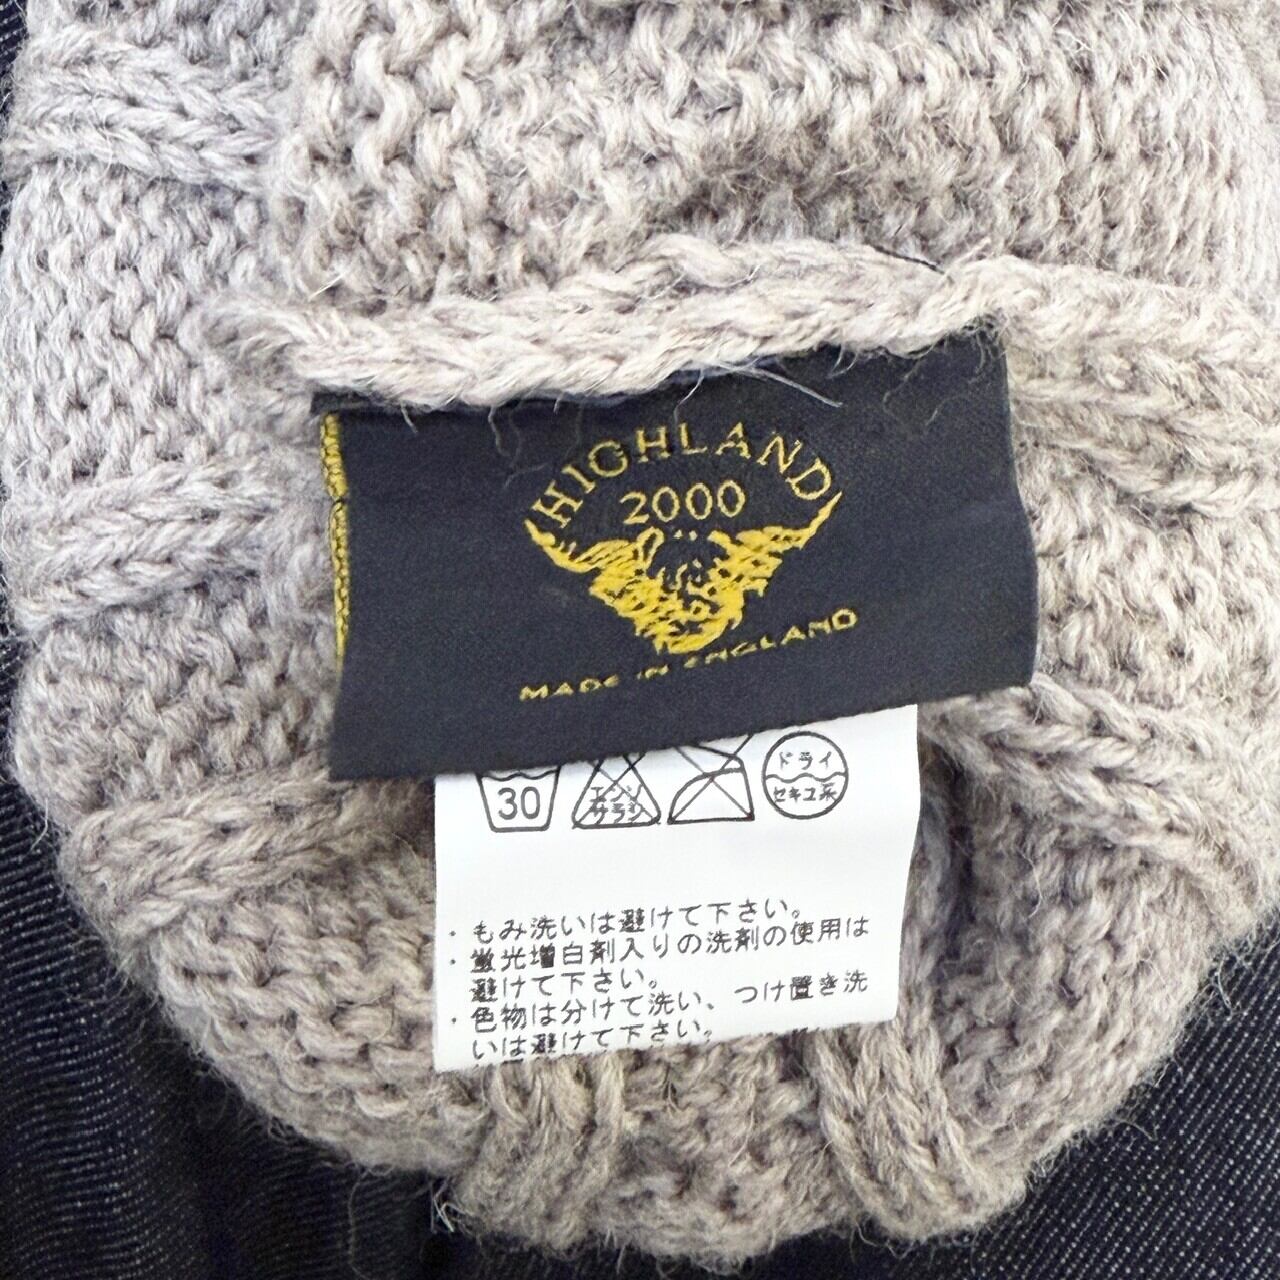 HIGHLAND
2000
MADE IN ENGLAND
30
エンソ
サラシ
ドライ
セキユ系
・もみ洗いは避けて下さい。
・蛍光増白剤入りの洗剤の使用は
避けて下さい。
・色物は分けて洗い、つけ置き洗
いは避けて下さい。